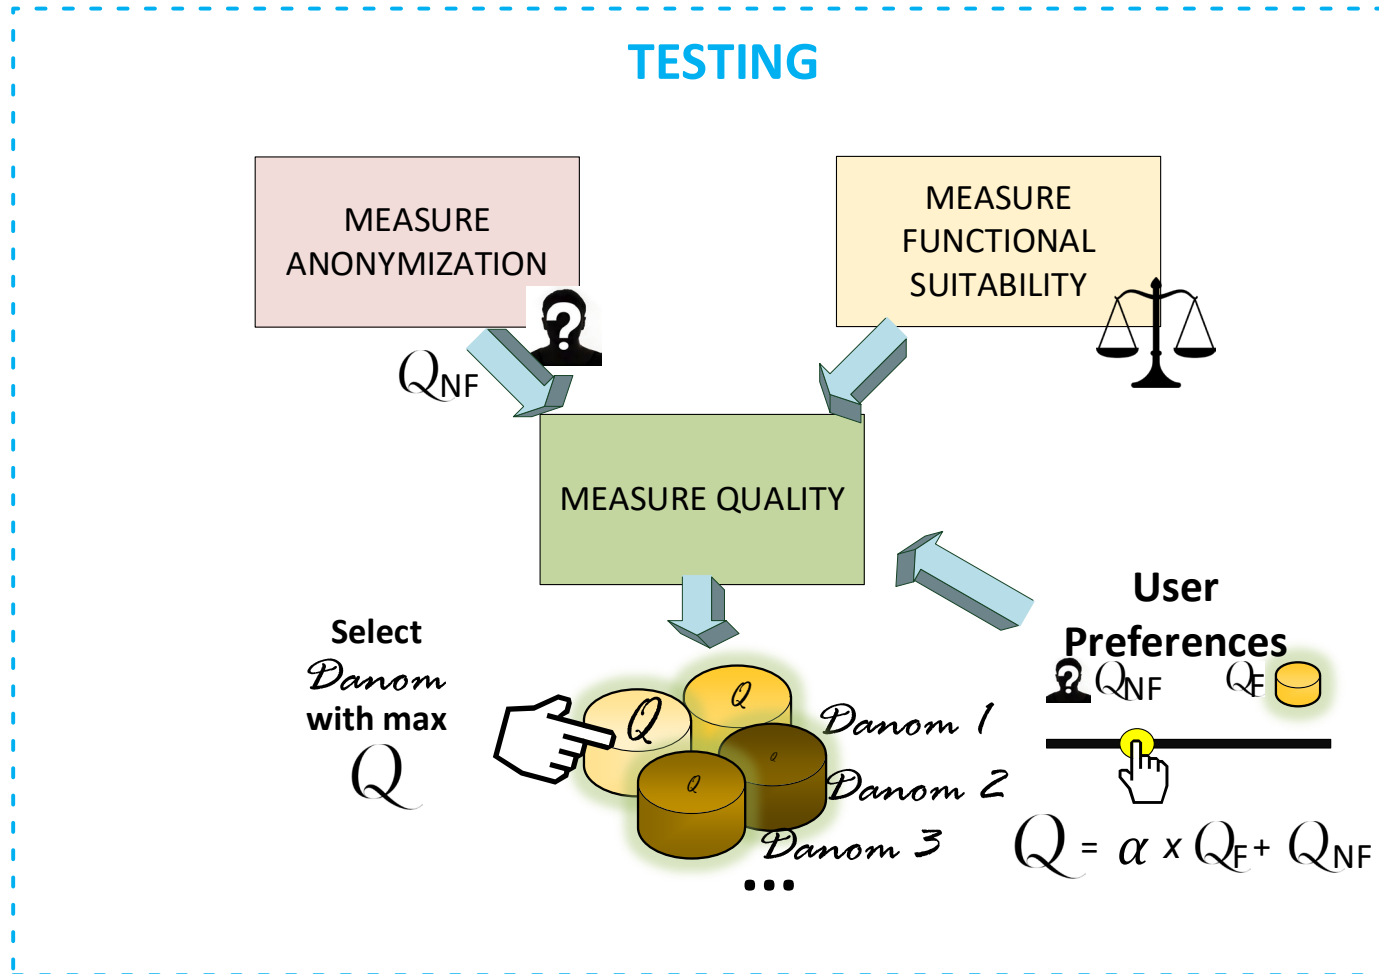 TESTING
MEASURE
ANONYMIZATION
MEASURE
FUNCTIONAL
SUITABILITY
?
QNF
MEASURE QUALITY
User
Preferences
? QNF QF
Select
Danom
with max
Q
Q
Q
Q
Q
Danom 1
Danom 2
Danom 3
...
Q = α x QF + QNF